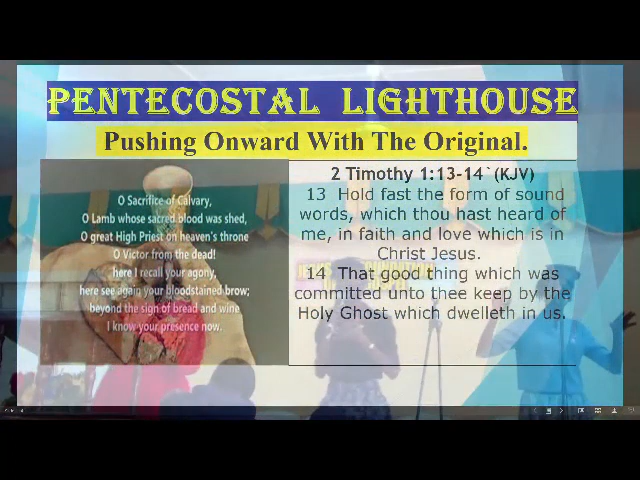 PENTECOSTAL LIGHTHOUSE
Pushing Onward With The Original.
O Sacrifice of Calvary,
O Lamb whose sacred blood was shed,
O great High Priest on heaven's throne
O Victor from the dead!
here I recall your agony,
here see again your bloodstained brow;
beyond the sign of bread and wine
I know your presence now.
2 Timothy 1:13-14`(KJV)
13 Hold fast the form of sound
words, which thou hast heard of
me, in faith and love which is in
Christ Jesus.
14 That good thing which was
committed unto thee keep by the
Holy Ghost which dwelleth in us.